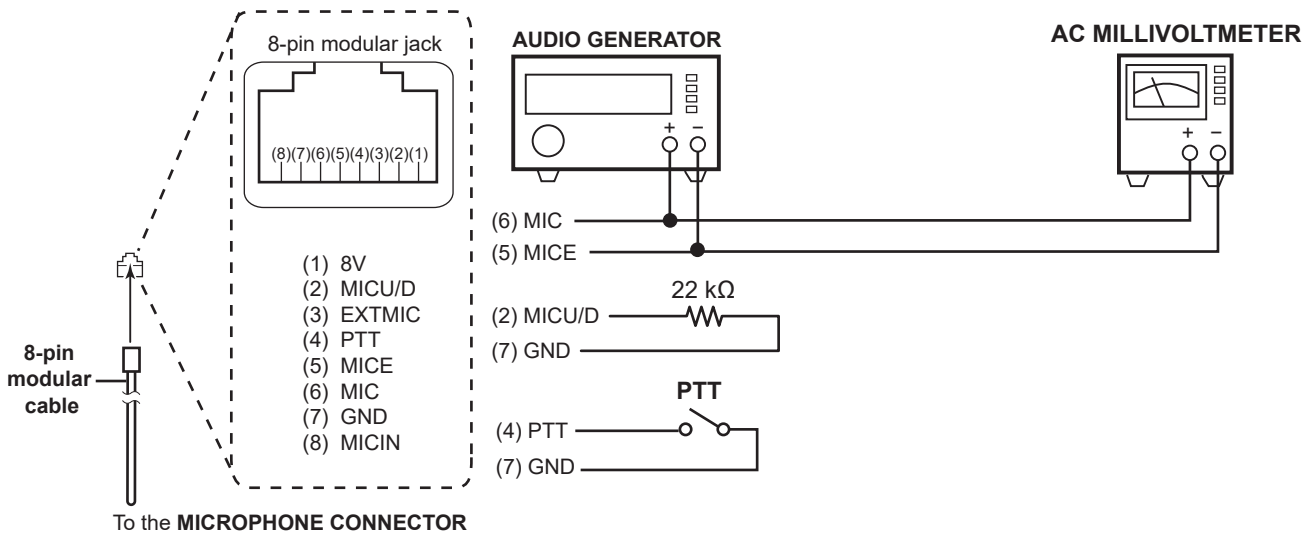 8-pin modular jack
(8)(7)(6)(5)(4)(3)(2)(1)
(1) 8V
(2) MICU/D
(3) EXTMIC
(4) PTT
(5) MICE
(6) MIC
(7) GND
(8) MICIN
8-pin
modular
cable
To the MICROPHONE CONNECTOR
AUDIO GENERATOR
+ −
AC MILLIVOLTMETER
+ −
(6) MIC
(5) MICE
22 kΩ
(2) MICU/D
(7) GND
PTT
(4) PTT
(7) GND